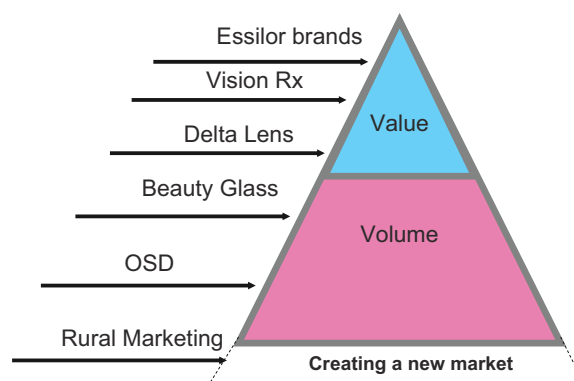 Essilor brands
Vision Rx
Value
Delta Lens
Beauty Glass
Volume
OSD
Rural Marketing
Creating a new market